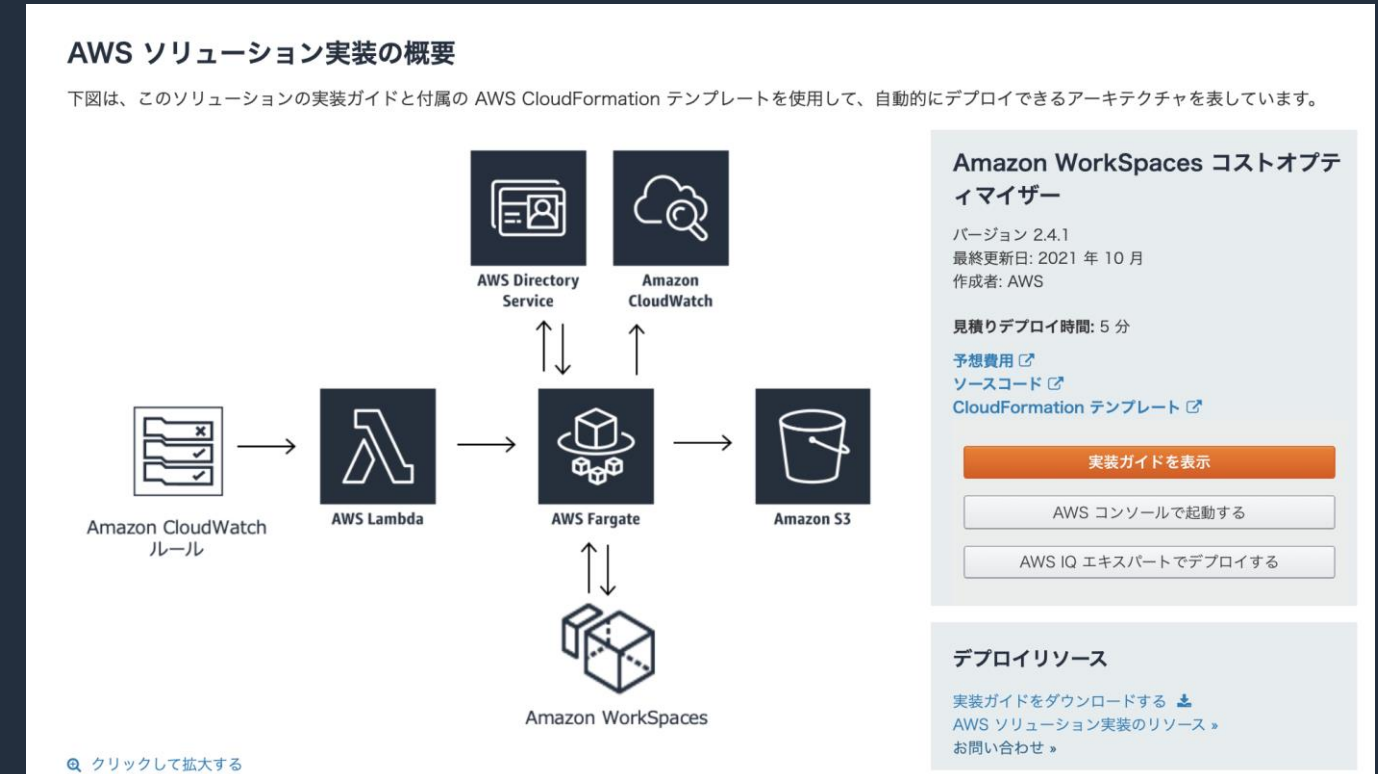 AWS ソリューション実装の概要
下図は、このソリューションの実装ガイドと付属の AWS CloudFormation テンプレートを使用して、自動的にデプロイできるアーキテクチャを表しています。
AWS Directory
Service
Amazon
CloudWatch
Amazon CloudWatch
ルール
AWS Lambda
AWS Fargate
Amazon S3
Amazon WorkSpaces
クリックして拡大する
Amazon WorkSpaces コストオプテ
ィマイザー
バージョン 2.4.1
最終更新日: 2021 年 10 月
作成者: AWS
見積りデプロイ時間: 5 分
予想費用
ソースコード
CloudFormation テンプレート
実装ガイドを表示
AWS コンソールで起動する
AWS IQ エキスパートでデプロイする
デプロイリソース
実装ガイドをダウンロードする
AWS ソリューション実装のリソース »
お問い合わせ »